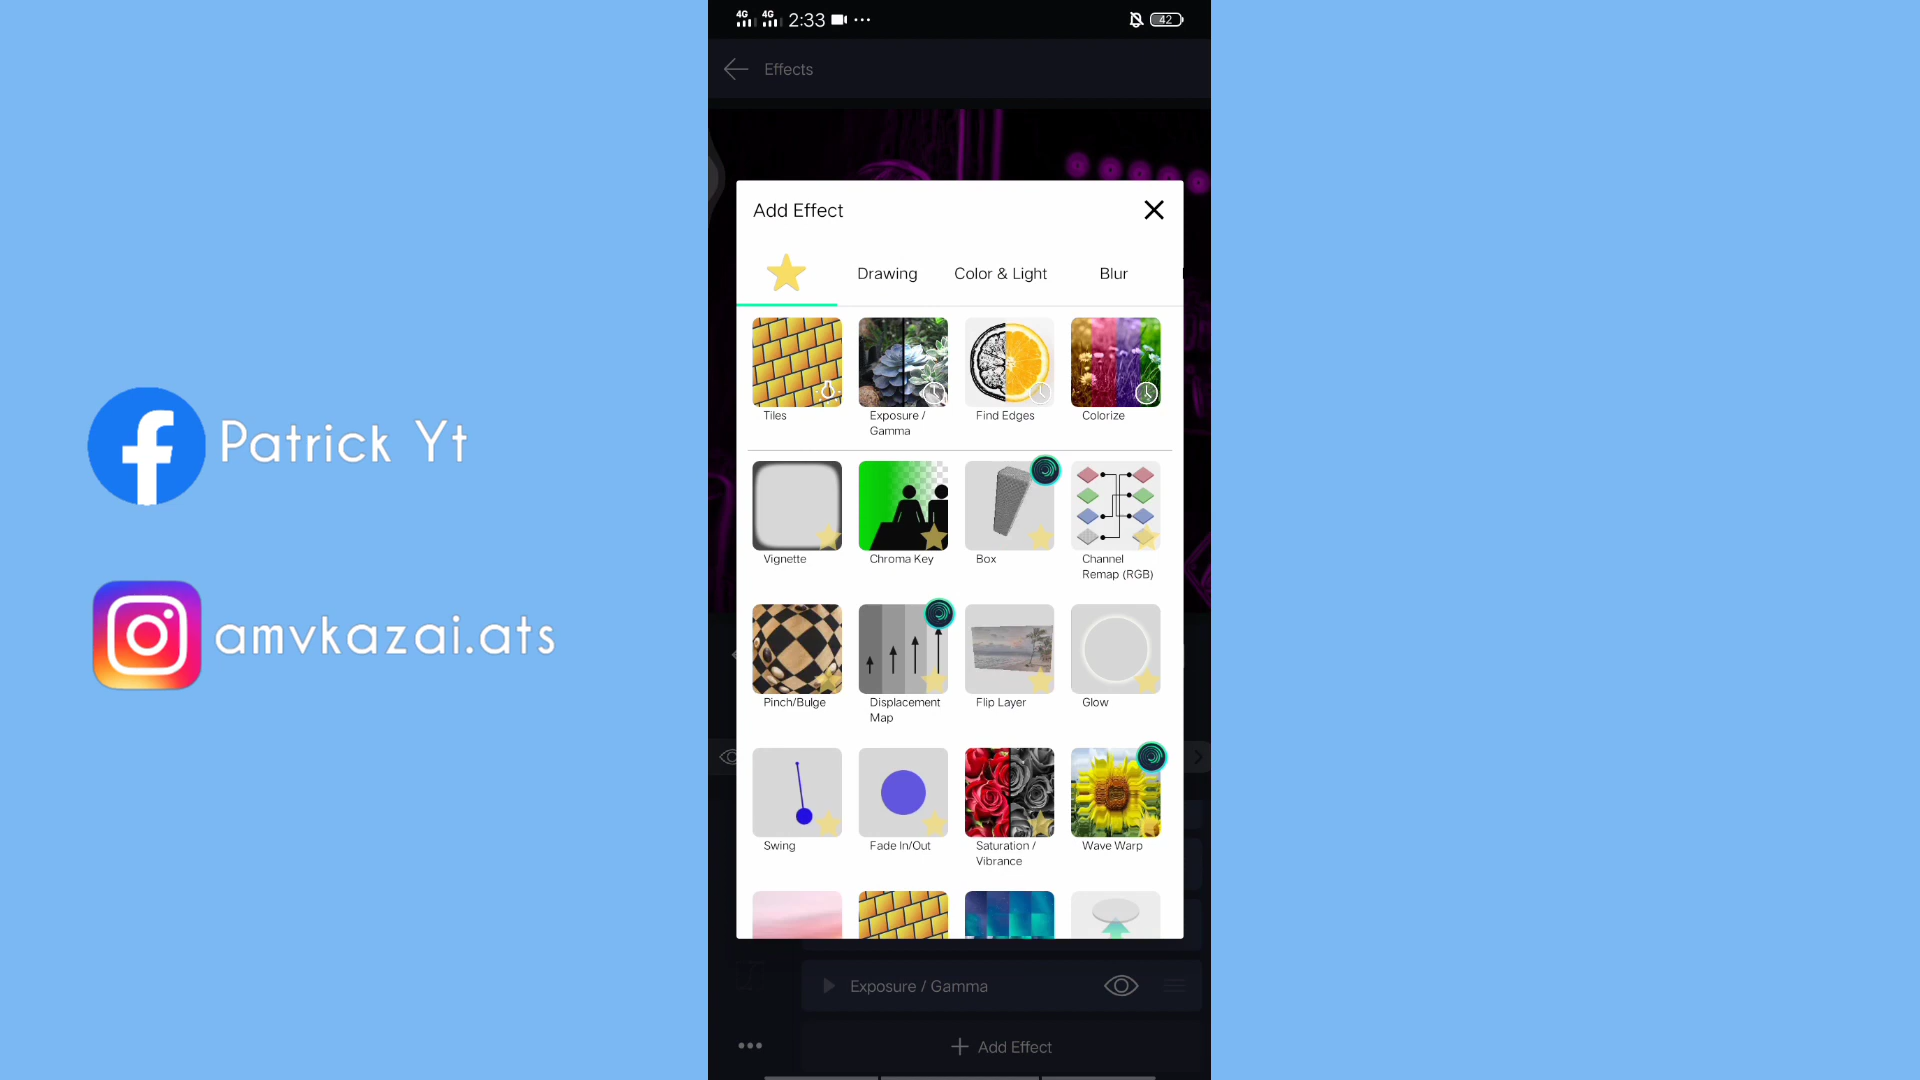 4G 4G 2:33
42
Effects
Add Effect
Drawing Color & Light Blur
Tiles
Exposure /
Gamma
Find Edges
Colorize
Vignette
Chroma Key
Box
Channel
Remap (RGB)
Pinch/Bulge
Displacement
Map
Flip Layer
Glow
Swing
Fade In/Out
Saturation /
Vibrance
Wave Warp
Exposure / Gamma
Add Effect
Patrick Yt
amvkazai.ats